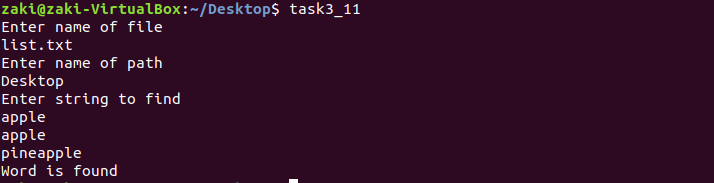 zaki@zaki-VirtualBox:~/Desktop$ task3_11
Enter name of file
list.txt
Enter name of path
Desktop
Enter string to find
apple
apple
pineapple
Word is found